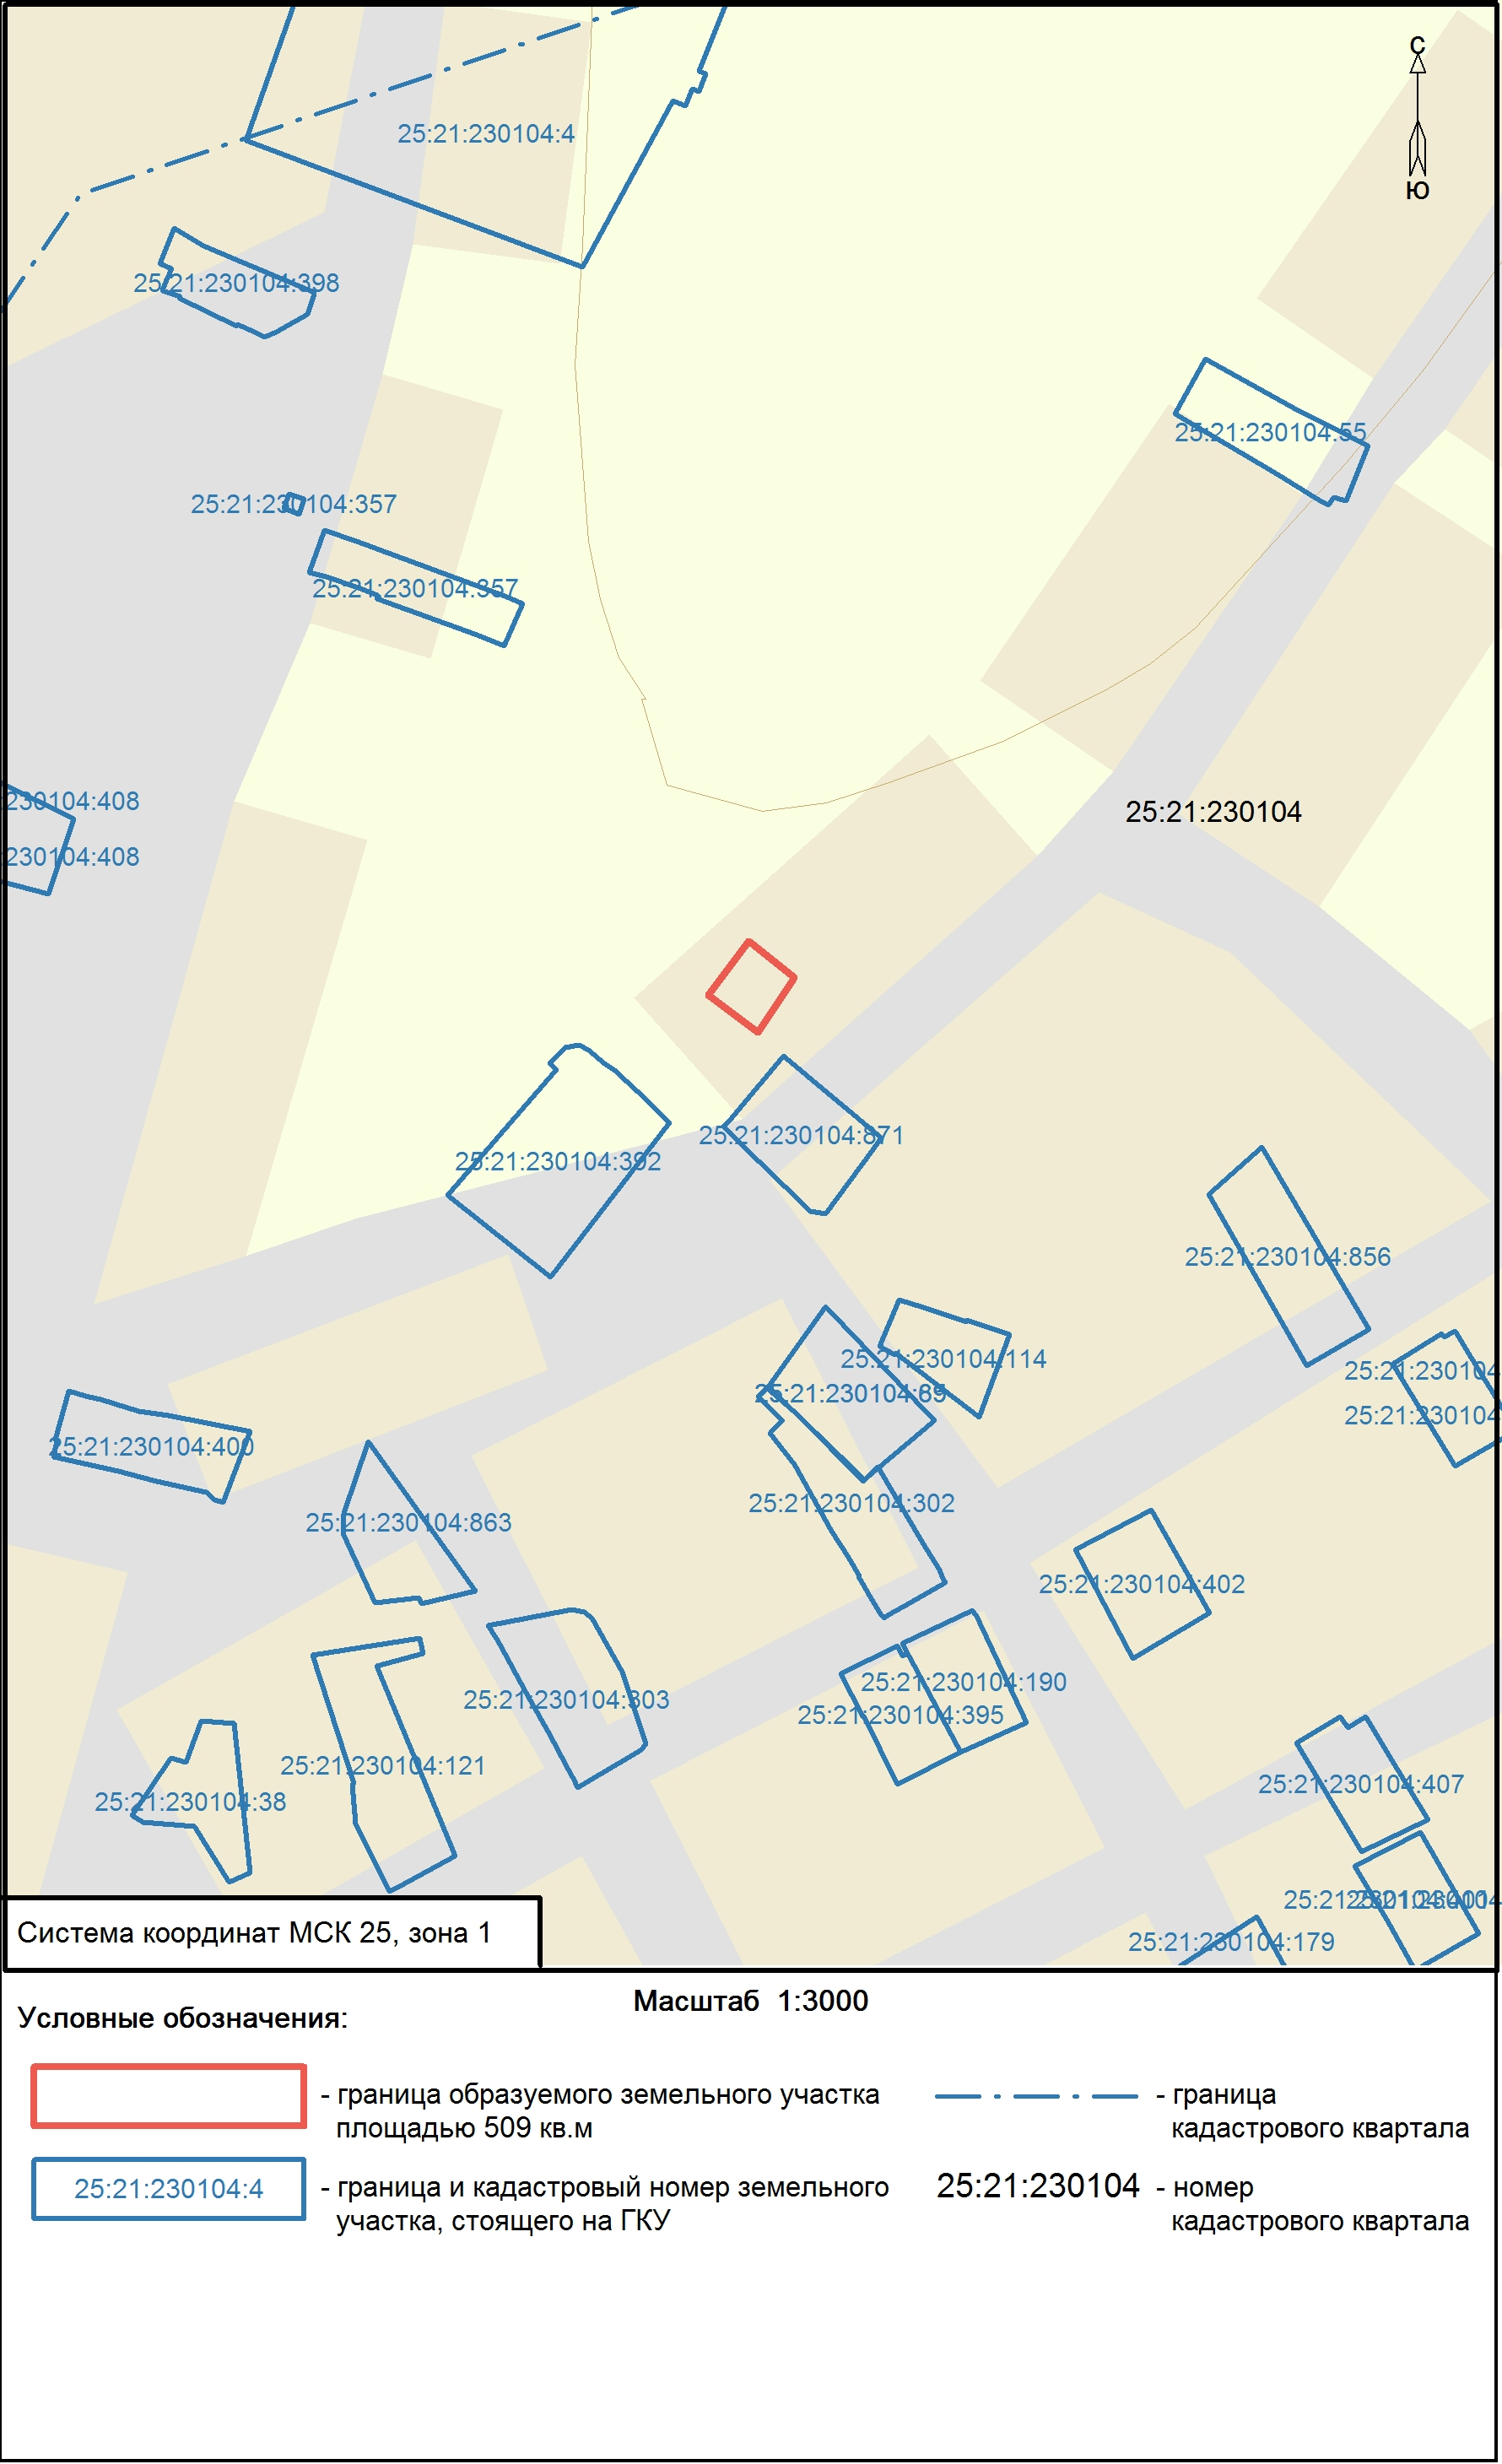 С
25:21:230104:4
Ю
25:21:230104:398
25:21:230104:55
25:21:230104:357
25:21:230104:357
230104:408
25:21:230104
230104:408
25:21:230104:871
25:21:230104:392
25:21:230104:856
25:21:230104:114
25:21:230104
25:21:230104:89
25:21:230104
25:21:230104:400
25:21:230104:302
25:21:230104:863
25:21:230104:402
25:21:230104:190
25:21:230104:303
25:21:230104:395
25:21:230104:121
25:21:230104:407
25:21:230104:38
Система координат МСК 25, зона 1
25:21:230104:179
Масштаб 1:3000
Условные обозначения:
- граница образуемого земельного участка
площадью 509 кв.м
- граница
кадастрового квартала
25:21:230104:4
- граница и кадастровый номер земельного
участка, стоящего на ГКУ
25:21:230104 - номер
кадастрового квартала